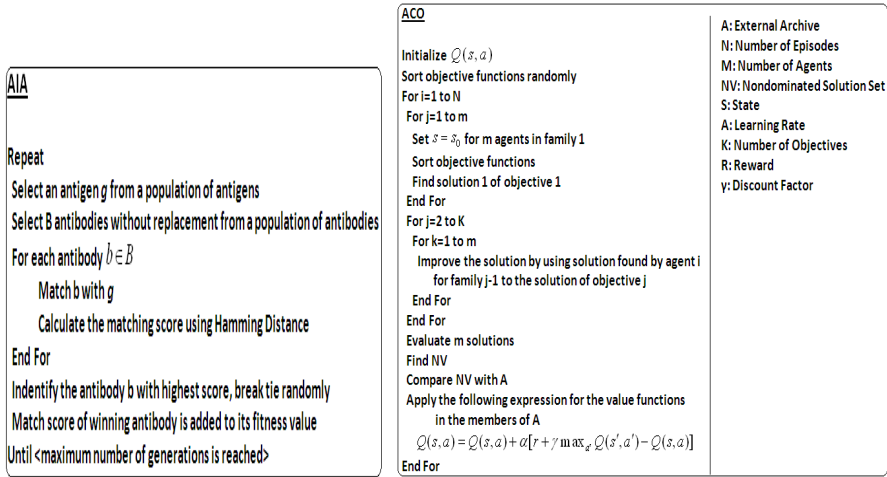 AIA
Repeat
Select an antigen g from a population of antigens
Select B antibodies without replacement from a population of antibodies
For each antibody b∈B
Match b with g
Calculate the matching score using Hamming Distance
End For
Indentify the antibody b with highest score, break tie randomly
Match score of winning antibody is added to its fitness value
Until <maximum number of generations is reached>
ACO
Initialize Q(s,a)
Sort objective functions randomly
For i=1 to N
For j=1 to m
Set s = s₀ for m agents in family 1
Sort objective functions
Find solution 1 of objective 1
End For
For j=2 to K
For k=1 to m
Improve the solution by using solution found by agent i
for family j-1 to the solution of objective j
End For
End For
Evaluate m solutions
Find NV
Compare NV with A
Apply the following expression for the value functions
in the members of A
Q(s,a) = Q(s,a) + α[r + γ maxₐ' Q(s',a') − Q(s,a)]
End For
A: External Archive
N: Number of Episodes
M: Number of Agents
NV: Nondominated Solution Set
S: State
A: Learning Rate
K: Number of Objectives
R: Reward
γ: Discount Factor